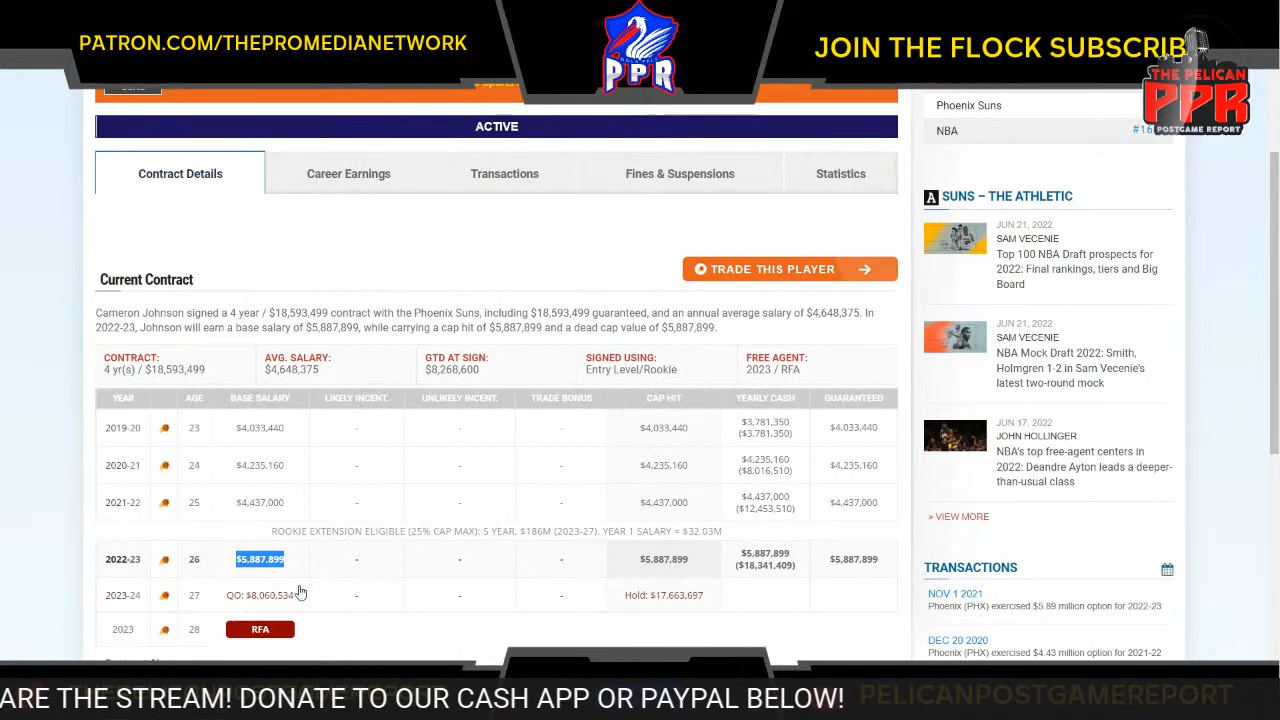 PATRON.COM/THEPROMEDIANETWORK
PPR
JOIN THE FLOCK SUBSCRIB
THE PELICAN
PPR
POSTGAME REPORT
Phoenix Suns
NBA
ACTIVE
Contract Details
Career Earnings
Transactions
Fines & Suspensions
Statistics
Current Contract
TRADE THIS PLAYER
Cameron Johnson signed a 4 year / $18,593,499 contract with the Phoenix Suns, including $18,593,499 guaranteed, and an annual average salary of $4,648,375. In
2022-23, Johnson will earn a base salary of $5,887,899, while carrying a cap hit of $5,887,899 and a dead cap value of $5,887,899.
CONTRACT: AVG. SALARY: GTD AT SIGN: SIGNED USING: FREE AGENT:
4 yr(s) / $18,593,499 $4,648,375 $8,268,600 Entry Level/Rookie 2023 / RFA
YEAR AGE BASE SALARY LIKELY INCENT. UNLIKELY INCENT. TRADE BONUS CAP HIT YEARLY CASH GUARANTEED
2019-20 23 $4,033,440 - - - $4,033,440 $3,781,350 $4,033,440
($3,781,350)
2020-21 24 $4,235,160 - - - $4,235,160 $4,235,160 $4,235,160
($8,016,510)
2021-22 25 $4,437,000 - - - $4,437,000 $4,437,000 $4,437,000
($12,453,510)
ROOKIE EXTENSION ELIGIBLE (25% CAP MAX): 5 YEAR, $186M (2023-27), YEAR 1 SALARY = $32.03M
2022-23 26 $5,887,899 - - - $5,887,899 $5,887,899 $5,887,899
($18,341,409)
2023-24 27 QO: $8,060,534 - - - Hold: $17,663,697
2023 28 RFA
A SUNS – THE ATHLETIC
JUN 21, 2022
SAM VECENIE
Top 100 NBA Draft prospects for
2022: Final rankings, tiers and Big
Board
JUN 21, 2022
SAM VECENIE
NBA Mock Draft 2022: Smith,
Holmgren 1-2 in Sam Vecenie's
latest two-round mock
JUN 17, 2022
JOHN HOLLINGER
NBA's top free-agent centers in
2022: Deandre Ayton leads a deeper-
than-usual class
» VIEW MORE
TRANSACTIONS
NOV 1 2021
Phoenix (PHX) exercised $5.89 million option for 2022-23
DEC 20 2020
Phoenix (PHX) exercised $4.43 million option for 2021-22
ARE THE STREAM! DONATE TO OUR CASH APP OR PAYPAL BELOW!
PELICANPOSTGAMEREPORT